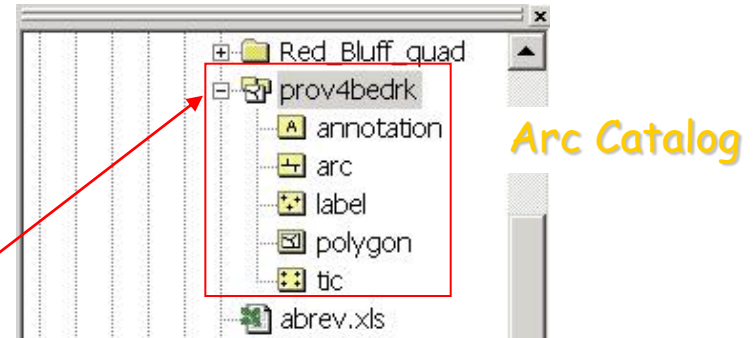 Red_Bluff_quad
prov4bedrk
annotation
Arc Catalog
arc
label
polygon
tic
abrev.xls